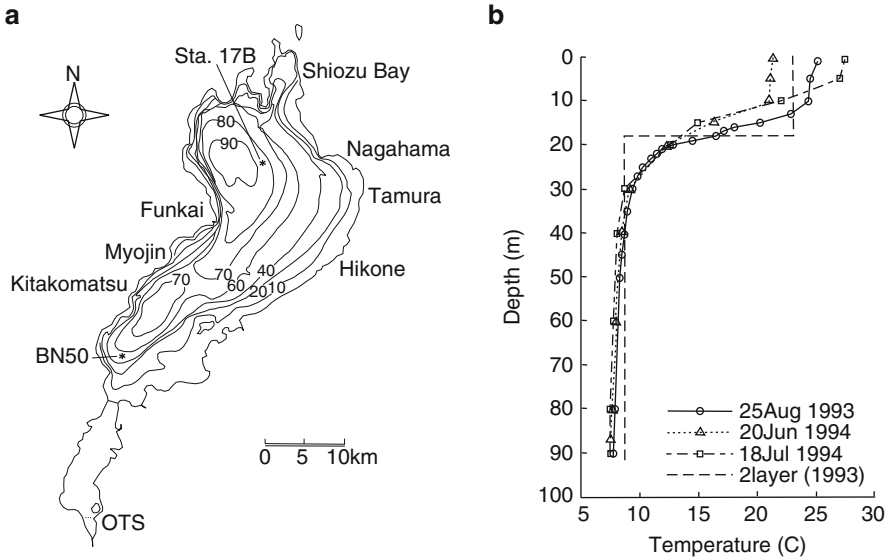 a
Sta. 17B
Shiozu Bay
N
80
90
Nagahama
Tamura
Funkai
Myojin
Hikone
Kitakomatsu
70
70
60
40
20
10
BN50
0 5 10km
OTS
b
0
10
20
30
40
50
60
70
80
90
100
Depth (m)
25Aug 1993
20Jun 1994
18Jul 1994
2layer (1993)
5 10 15 20 25 30
Temperature (C)